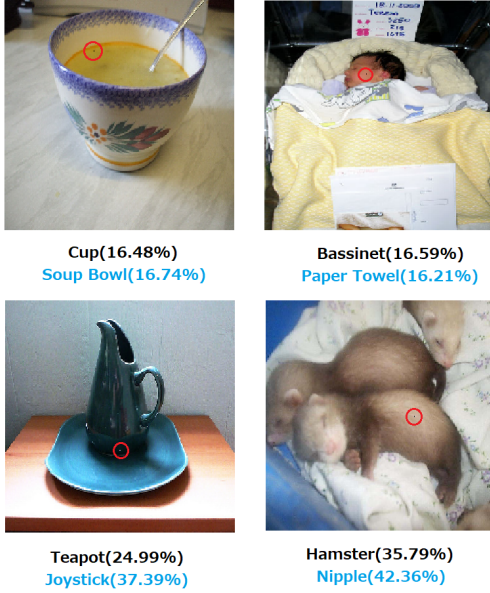 Cup(16.48%)
Soup Bowl(16.74%)
Bassinet(16.59%)
Paper Towel(16.21%)
Teapot(24.99%)
Joystick(37.39%)
Hamster(35.79%)
Nipple(42.36%)